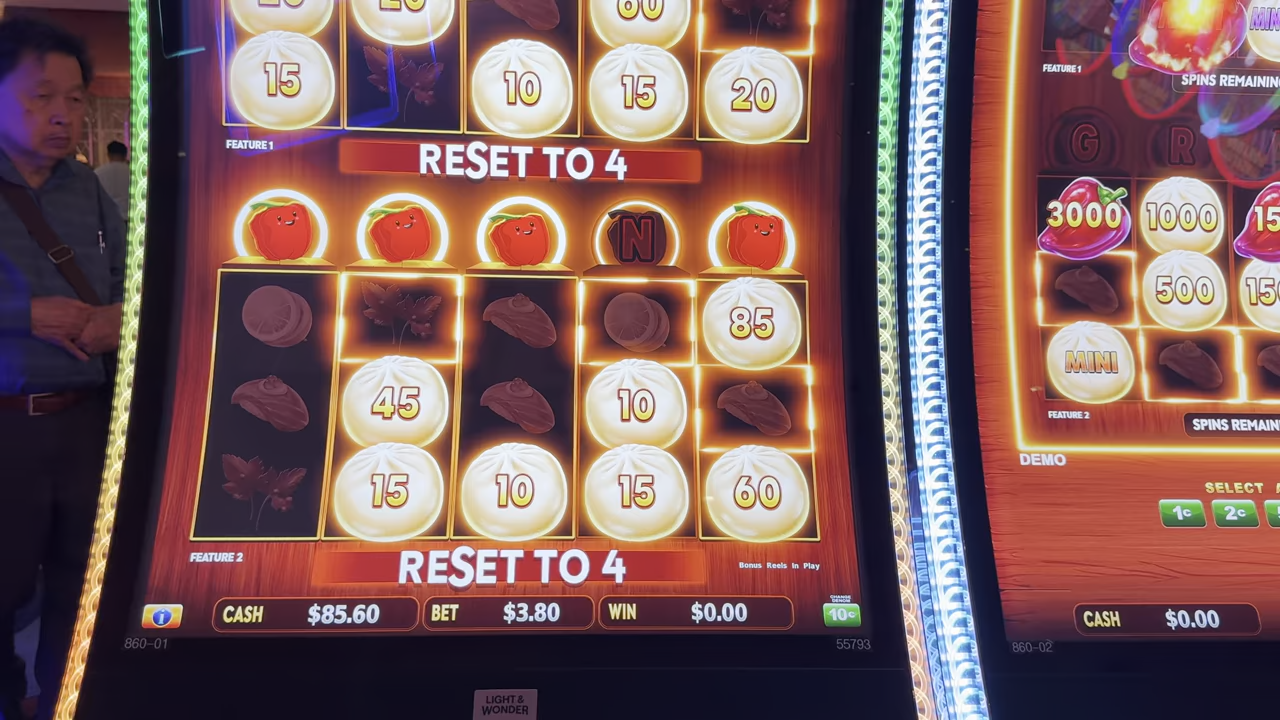 15 10 15 20
FEATURE 1
RESET TO 4
N
85
45 10
15 10 15 60
FEATURE 2
RESET TO 4
Bonus Reels In Play
CASH $85.60 BET $3.80 WIN $0.00
CHANGE DENOM
10¢
860-01
55793
LIGHT &
WONDER
FEATURE 1
G R
3000 1000
500
MINI
FEATURE 2
DEMO
SELECT
1¢ 2¢
CASH $0.00
860-02